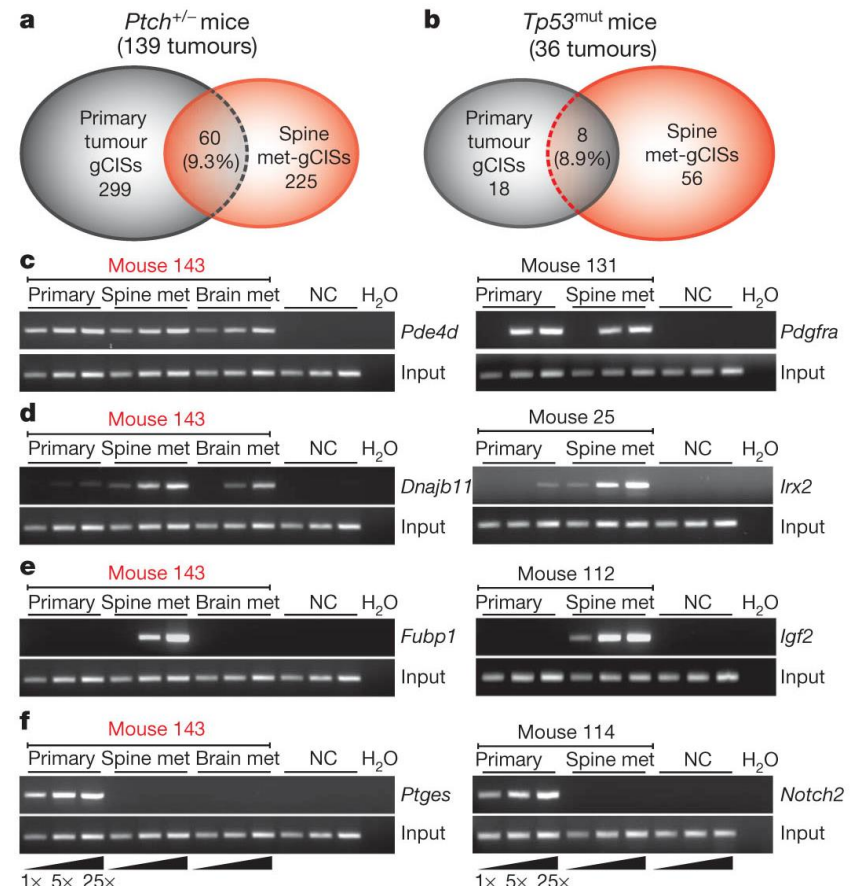 a
Ptch+/– mice
(139 tumours)
Primary
tumour
gCISs
299
60
(9.3%)
Spine
met-gCISs
225
b
Tp53mut mice
(36 tumours)
Primary
tumour
gCISs
18
8
(8.9%)
Spine
met-gCISs
56
c
Mouse 143
Primary Spine met Brain met NC H2O
Pde4d
Input
Mouse 131
Primary Spine met NC H2O
Pdgfra
Input
d
Mouse 143
Primary Spine met Brain met NC H2O
Dnajb11
Input
Mouse 25
Primary Spine met NC H2O
Irx2
Input
e
Mouse 143
Primary Spine met Brain met NC H2O
Fubp1
Input
Mouse 112
Primary Spine met NC H2O
Igf2
Input
f
Mouse 143
Primary Spine met Brain met NC H2O
Ptges
Input
1× 5× 25×
Mouse 114
Primary Spine met NC H2O
Notch2
Input
1× 5× 25×